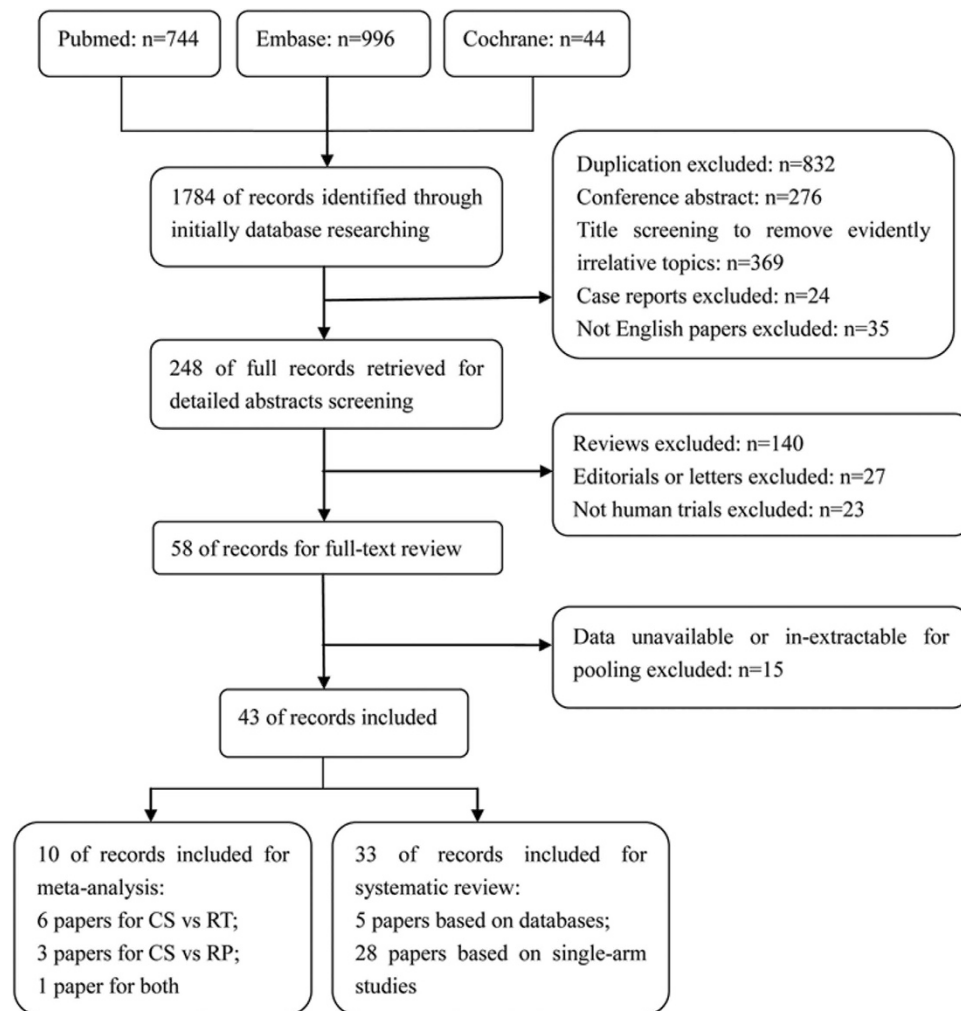 Pubmed: n=744
Embase: n=996
Cochrane: n=44
1784 of records identified through
initially database researching
Duplication excluded: n=832
Conference abstract: n=276
Title screening to remove evidently
irrelative topics: n=369
Case reports excluded: n=24
Not English papers excluded: n=35
248 of full records retrieved for
detailed abstracts screening
Reviews excluded: n=140
Editorials or letters excluded: n=27
Not human trials excluded: n=23
58 of records for full-text review
Data unavailable or in-extractable for
pooling excluded: n=15
43 of records included
10 of records included for
meta-analysis:
6 papers for CS vs RT;
3 papers for CS vs RP;
1 paper for both
33 of records included for
systematic review:
5 papers based on databases;
28 papers based on single-arm
studies